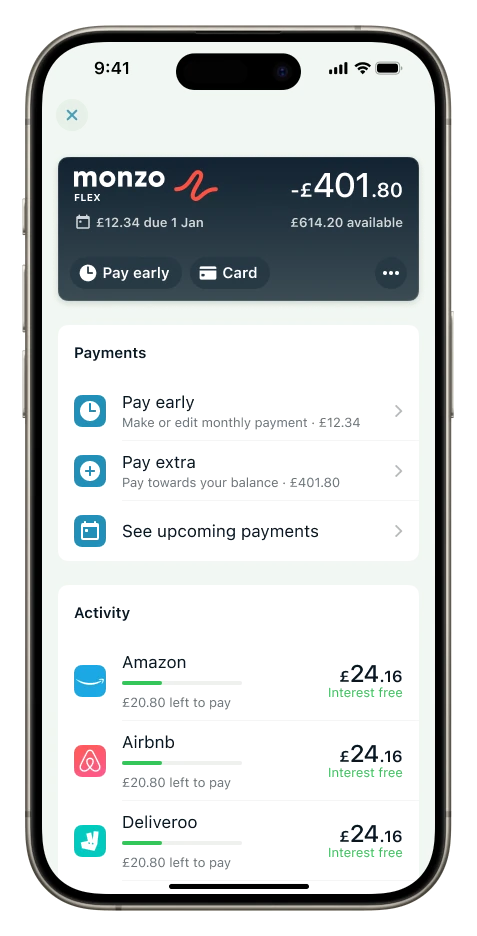 9:41
monzo
FLEX
-£401.80
£12.34 due 1 Jan
£614.20 available
Pay early
Card
Payments
Pay early
Make or edit monthly payment · £12.34
Pay extra
Pay towards your balance · £401.80
See upcoming payments
Activity
Amazon
£24.16
Interest free
£20.80 left to pay
Airbnb
£24.16
Interest free
£20.80 left to pay
Deliveroo
£24.16
Interest free
£20.80 left to pay